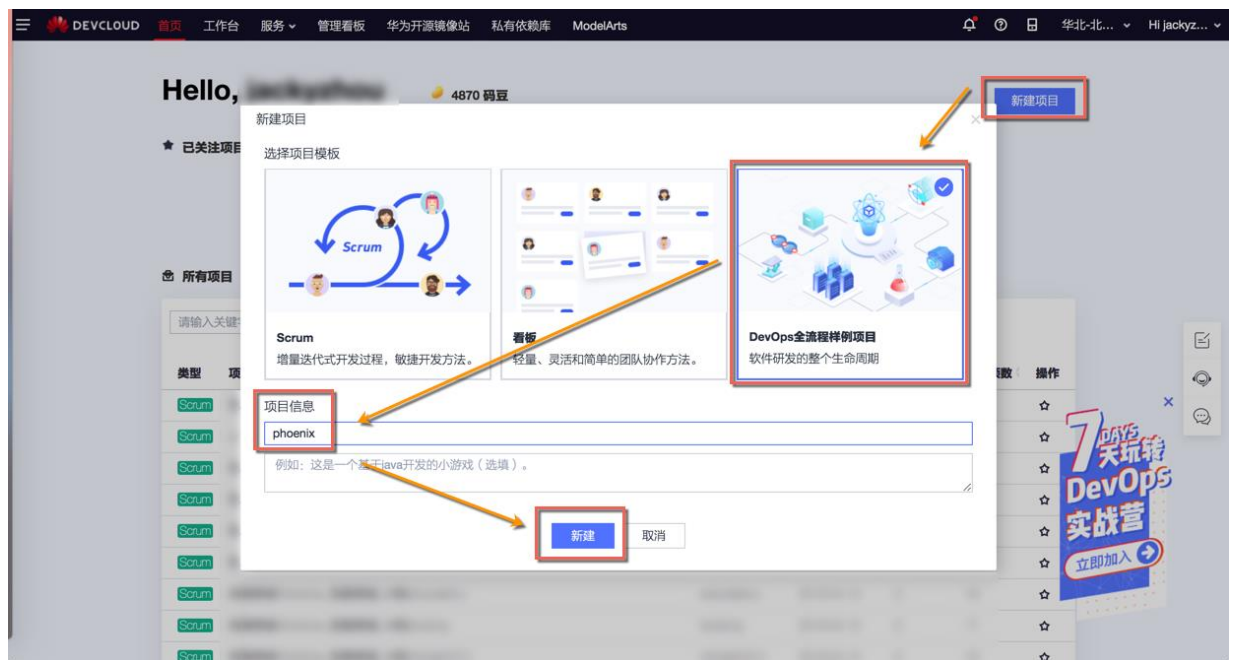 DEVCLOUD 首页 工作台 服务 管理看板 华为开源镜像站 私有依赖库 ModelArts 华北-北... Hi jackyz...
Hello,
4870 码豆
新建项目
已关注项目
新建项目
选择项目模板
Scrum
Scrum
增量迭代式开发过程，敏捷开发方法。
看板
轻量、灵活和简单的团队协作方法。
DevOps全流程样例项目
软件研发的整个生命周期
所有项目
请输入关键
类型 项 数 操作
项目信息
phoenix
例如：这是一个基于java开发的小游戏（选填）。
新建 取消
Scrum
Scrum
Scrum
Scrum
Scrum
Scrum
Scrum
Scrum
Scrum
7DAYS
天玩转
DevOps
实战营
立即加入